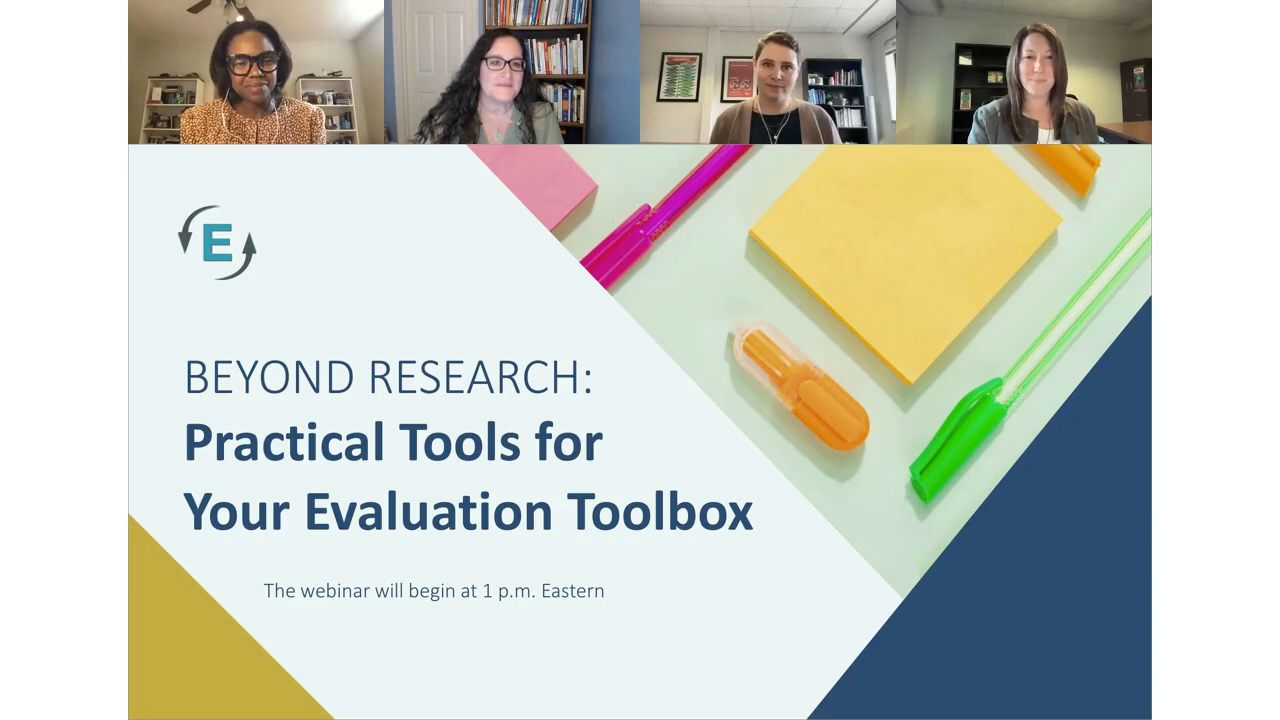 E
BEYOND RESEARCH:
Practical Tools for
Your Evaluation Toolbox
The webinar will begin at 1 p.m. Eastern